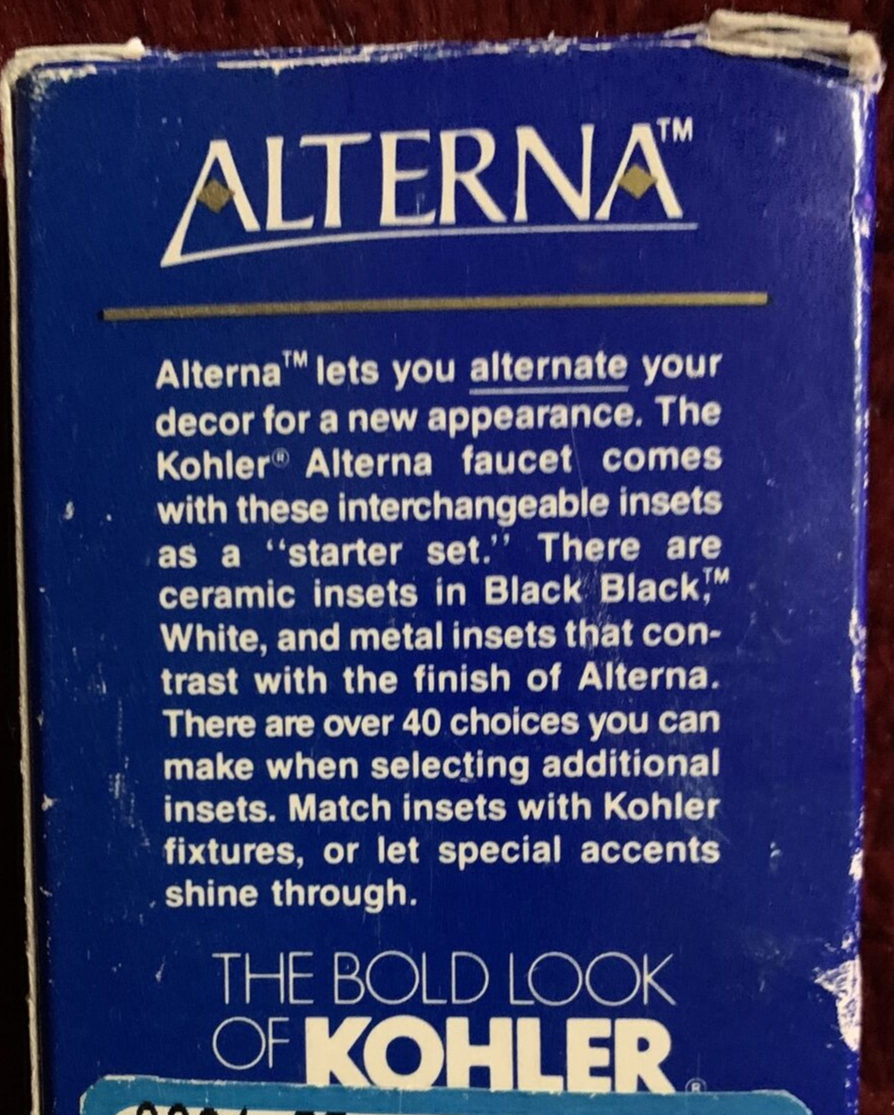 ALTERNA™
Alterna™ lets you alternate your
decor for a new appearance. The
Kohler® Alterna faucet comes
with these interchangeable insets
as a “starter set.” There are
ceramic insets in Black Black,™
White, and metal insets that con-
trast with the finish of Alterna.
There are over 40 choices you can
make when selecting additional
insets. Match insets with Kohler
fixtures, or let special accents
shine through.
THE BOLD LOOK
OF KOHLER®